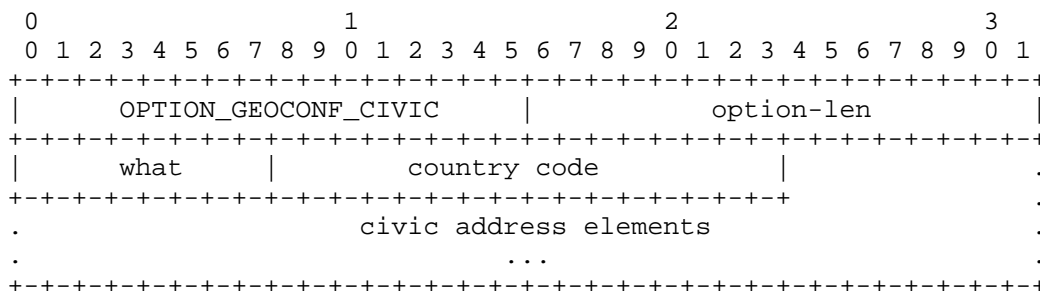 0                   1                   2                   3
 0 1 2 3 4 5 6 7 8 9 0 1 2 3 4 5 6 7 8 9 0 1 2 3 4 5 6 7 8 9 0 1
+-+-+-+-+-+-+-+-+-+-+-+-+-+-+-+-+-+-+-+-+-+-+-+-+-+-+-+-+-+-+-+-+
|      OPTION_GEOCONF_CIVIC     |           option-len          |
+-+-+-+-+-+-+-+-+-+-+-+-+-+-+-+-+-+-+-+-+-+-+-+-+-+-+-+-+-+-+-+-+
|      what     |        country code           |               .
+-+-+-+-+-+-+-+-+-+-+-+-+-+-+-+-+-+-+-+-+-+-+-+-+               .
.                     civic address elements                    .
.                              ...                              .
+-+-+-+-+-+-+-+-+-+-+-+-+-+-+-+-+-+-+-+-+-+-+-+-+-+-+-+-+-+-+-+-+